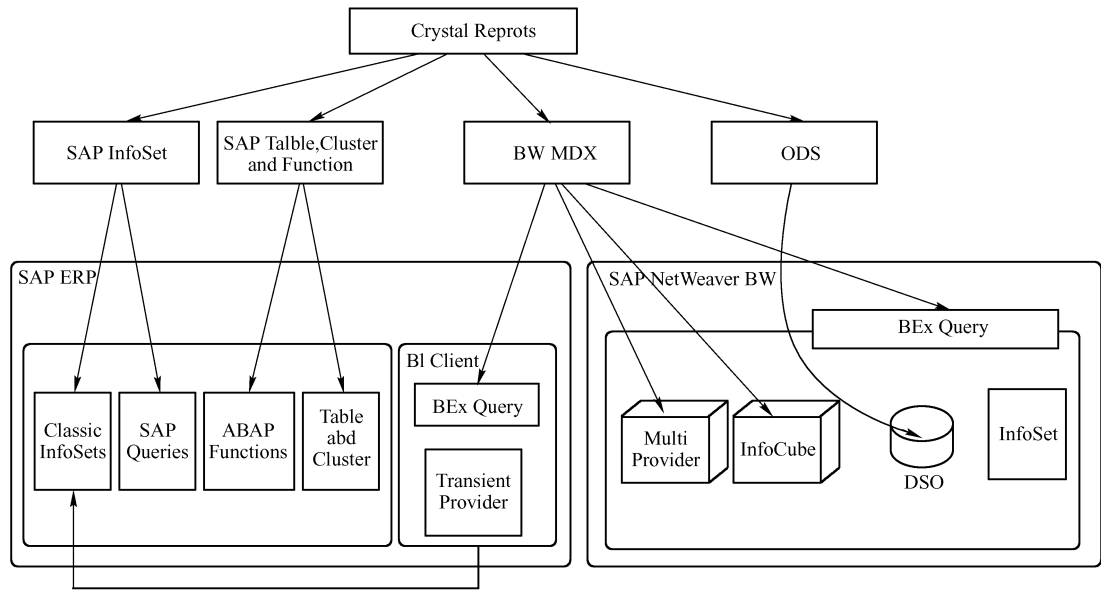 Crystal Reprots
SAP InfoSet
SAP Talble,Cluster
and Function
BW MDX
ODS
SAP ERP
SAP NetWeaver BW
BEx Query
Bl Client
BEx Query
Classic
InfoSets
SAP
Queries
ABAP
Functions
Table
abd
Cluster
Transient
Provider
Multi
Provider
InfoCube
DSO
InfoSet